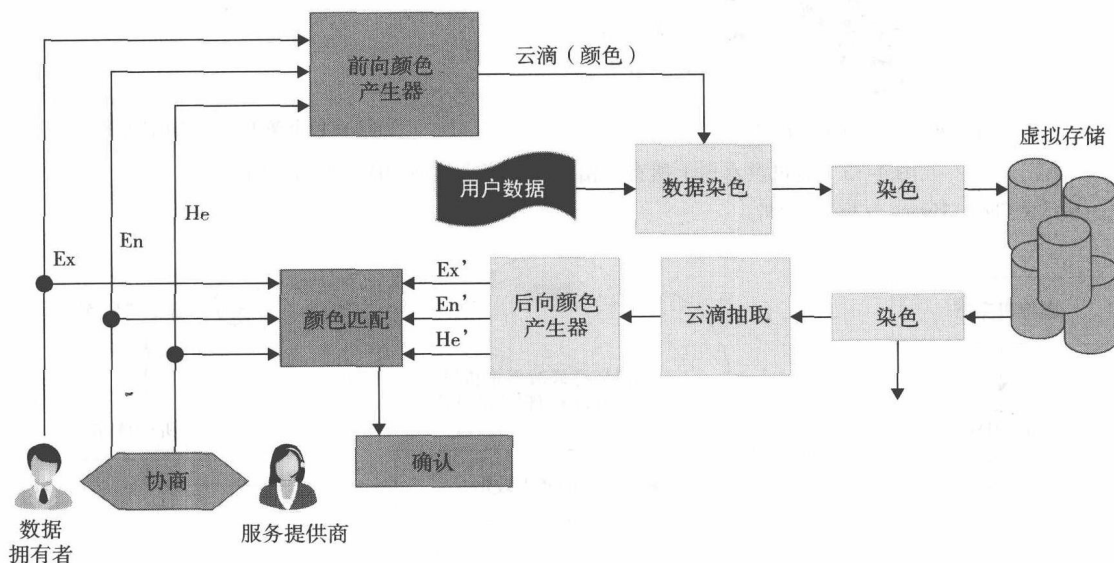 前向颜色
产生器
云滴（颜色）
虚拟存储
用户数据
数据染色
染色
He
En
Ex
颜色匹配
Ex’
En’
He’
后向颜色
产生器
云滴抽取
染色
协商
确认
数据
拥有者
服务提供商